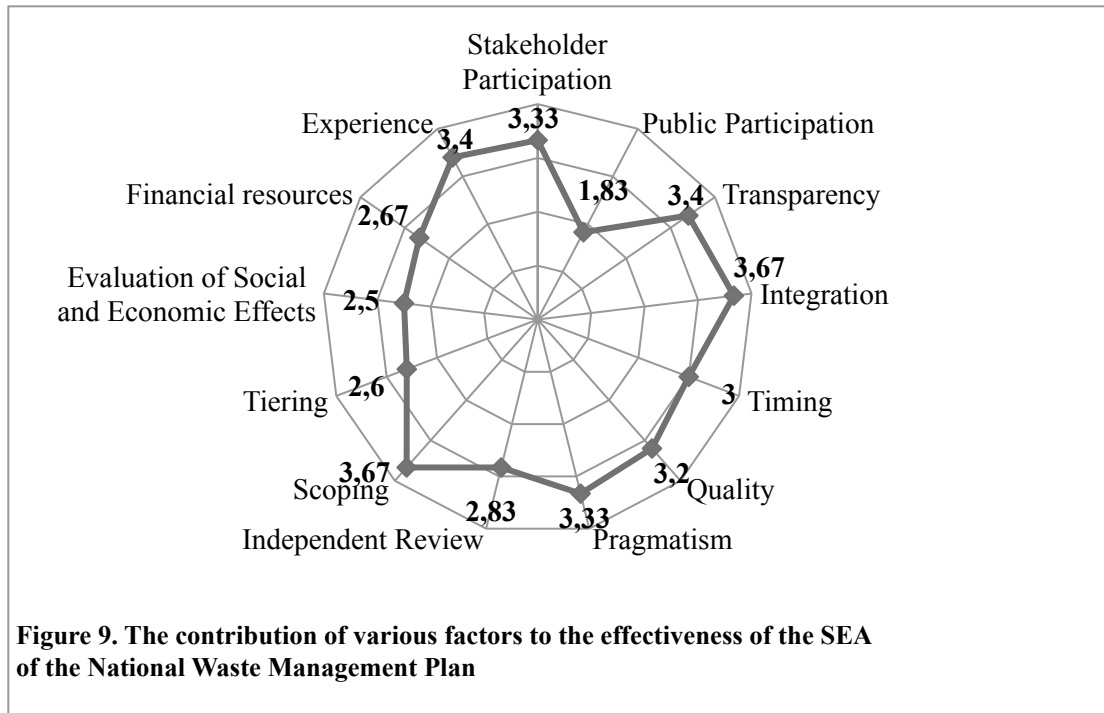 Stakeholder
Participation
3,33
Public Participation
1,83
Transparency
3,4
Integration
3,67
Timing
3
Quality
3,2
Pragmatism
3,33
Independent Review
2,83
Scoping
3,67
Tiering
2,6
Evaluation of Social
and Economic Effects
2,5
Financial resources
2,67
Experience
3,4
Figure 9. The contribution of various factors to the effectiveness of the SEA
of the National Waste Management Plan